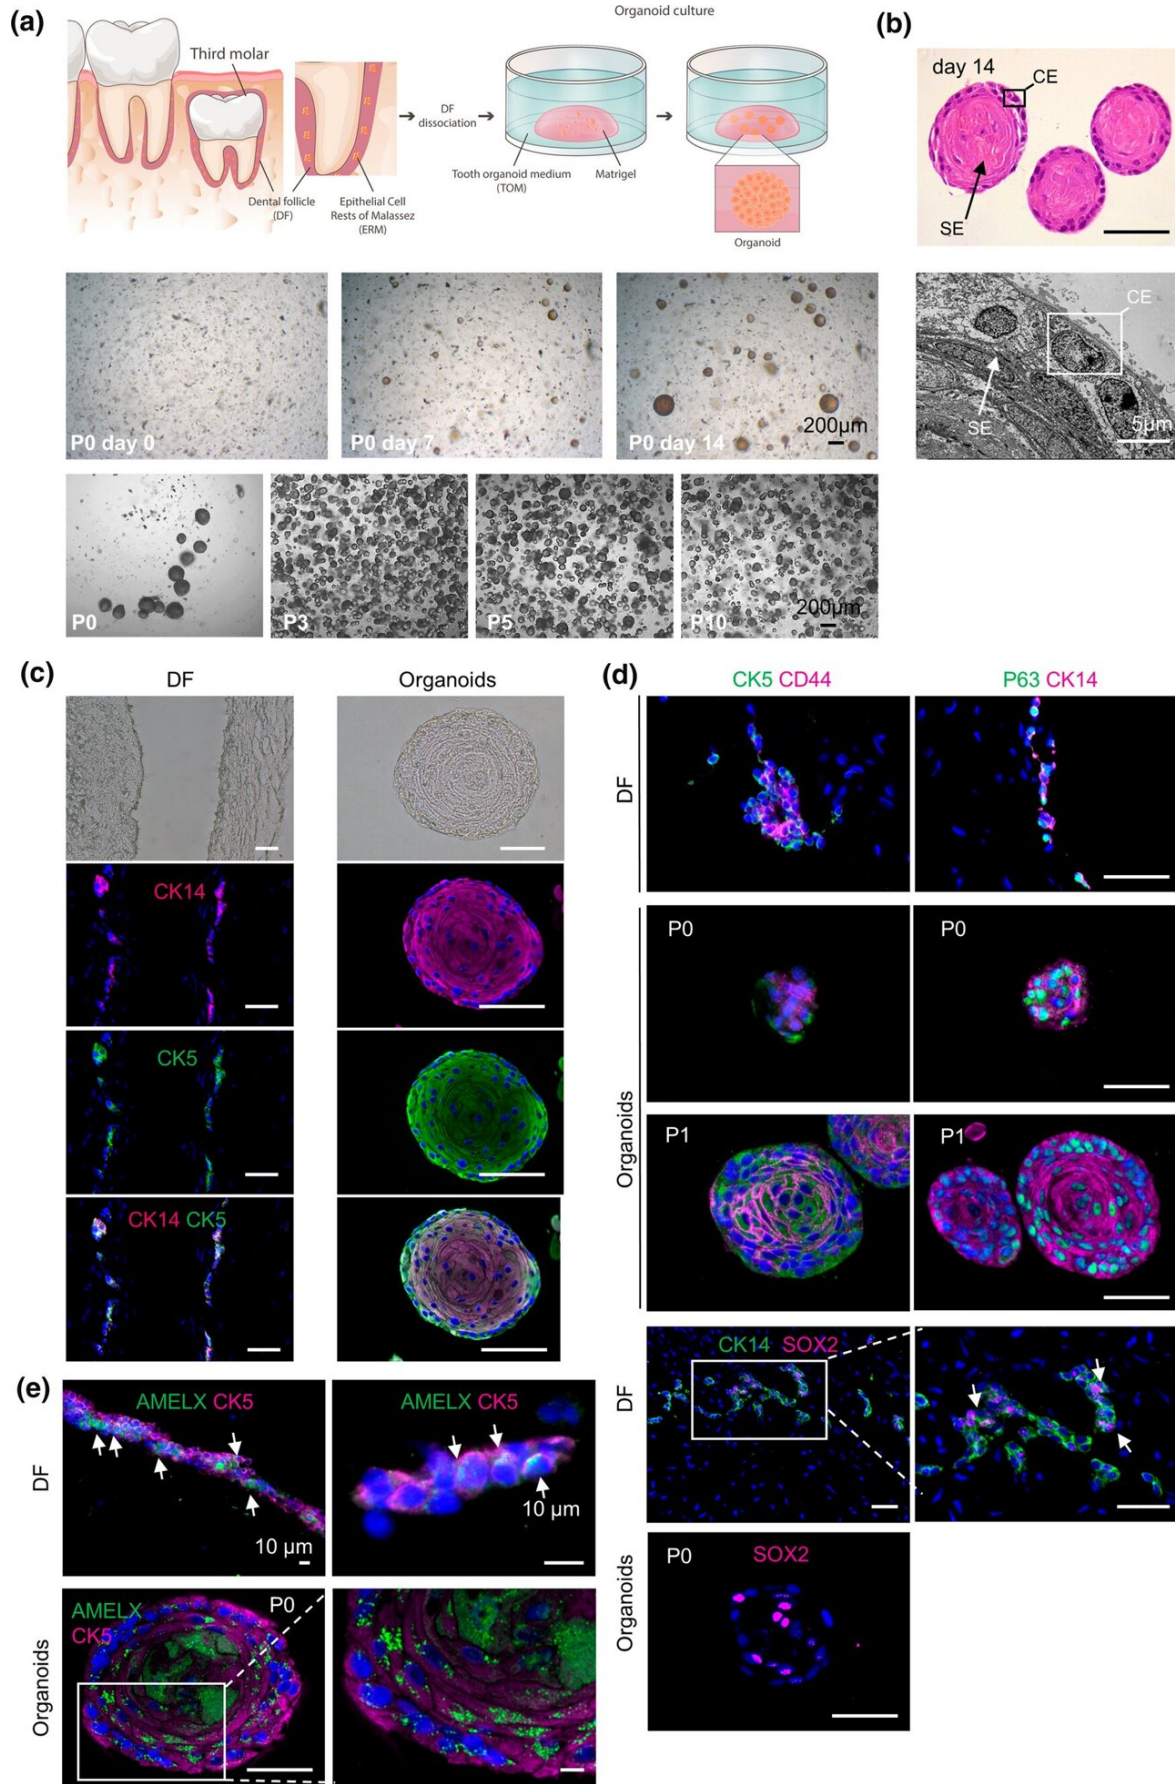 (a)
Organoid culture
Third molar
DF
dissociation
Tooth organoid medium
(TOM)
Matrigel
Dental follicle
(DF)
Epithelial Cell
Rests of Malassez
(ERM)
Organoid
P0 day 0
P0 day 7
P0 day 14
200µm
P0
P3
P5
P10
200µm
(b)
day 14
CE
SE
CE
SE
5µm
(c)
DF
Organoids
CK14
CK5
CK14 CK5
(d)
CK5 CD44
P63 CK14
DF
Organoids
P0
P0
P1
P1
DF
CK14 SOX2
Organoids
P0
SOX2
(e)
DF
AMELX CK5
10 µm
AMELX CK5
10 µm
Organoids
AMELX
CK5
P0